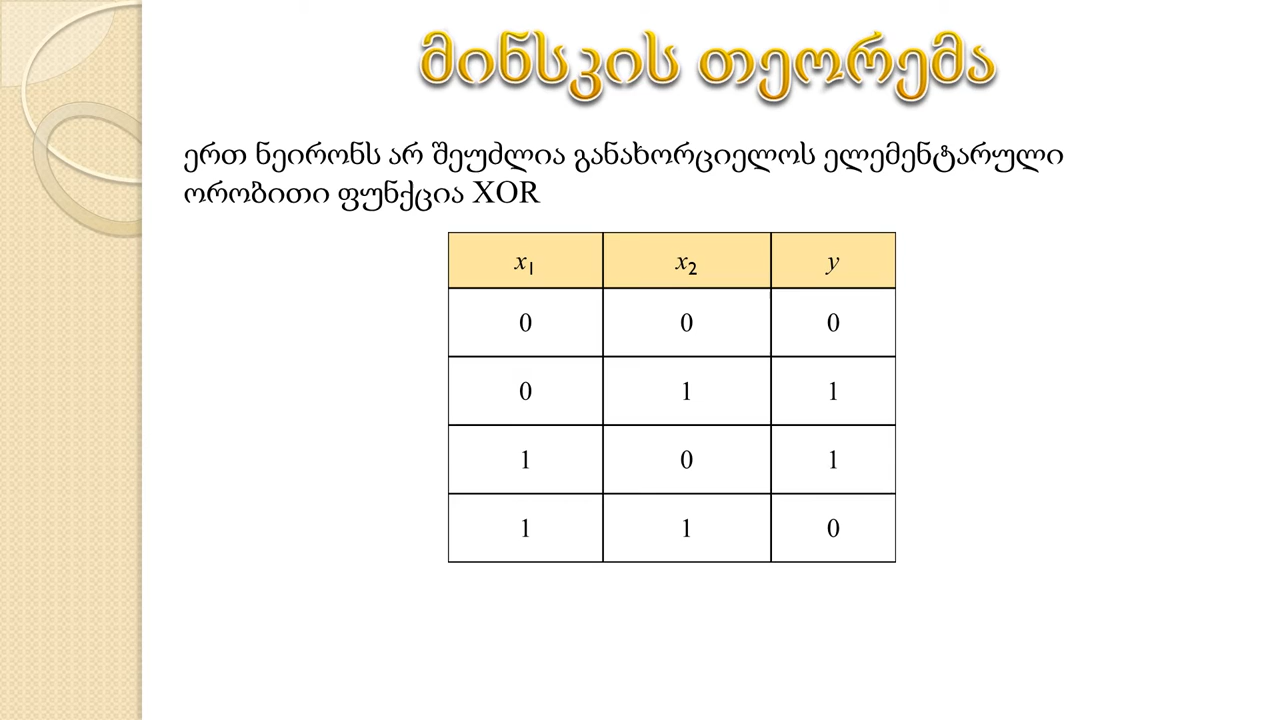 მინსკის თეორემა
ერთ ნეირონს არ შეუძლია განახორციელოს ელემენტარული
ორობითი ფუნქცია XOR
x₁ x₂ y
0 0 0
0 1 1
1 0 1
1 1 0